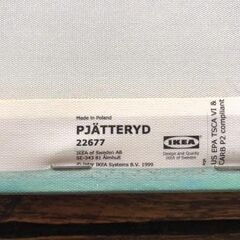 Made in Poland
PJÄTTERYD
22677
IKEA of Sweden AB
SE-343 81 Älmhult
© Inter IKEA Systems B.V. 1999
IKEA
Design and Quality
IKEA of Sweden
US EPA TSCA VI &
CARB P2 compliant